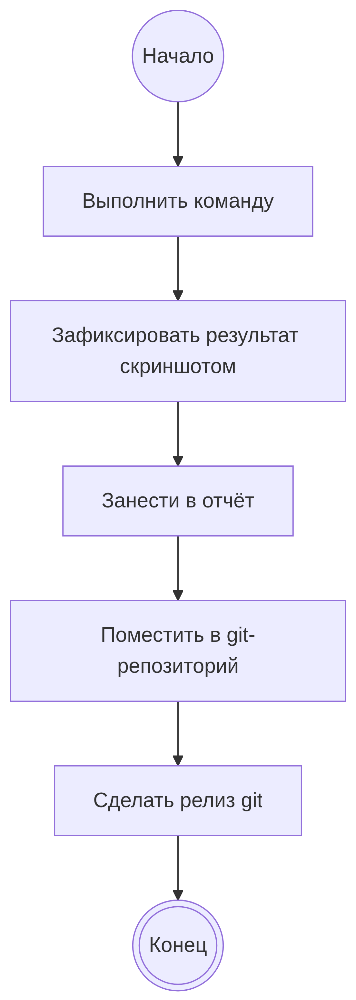 Начало
Выполнить команду
Зафиксировать результат
скриншотом
Занести в отчёт
Поместить в git-
репозиторий
Сделать релиз git
Конец